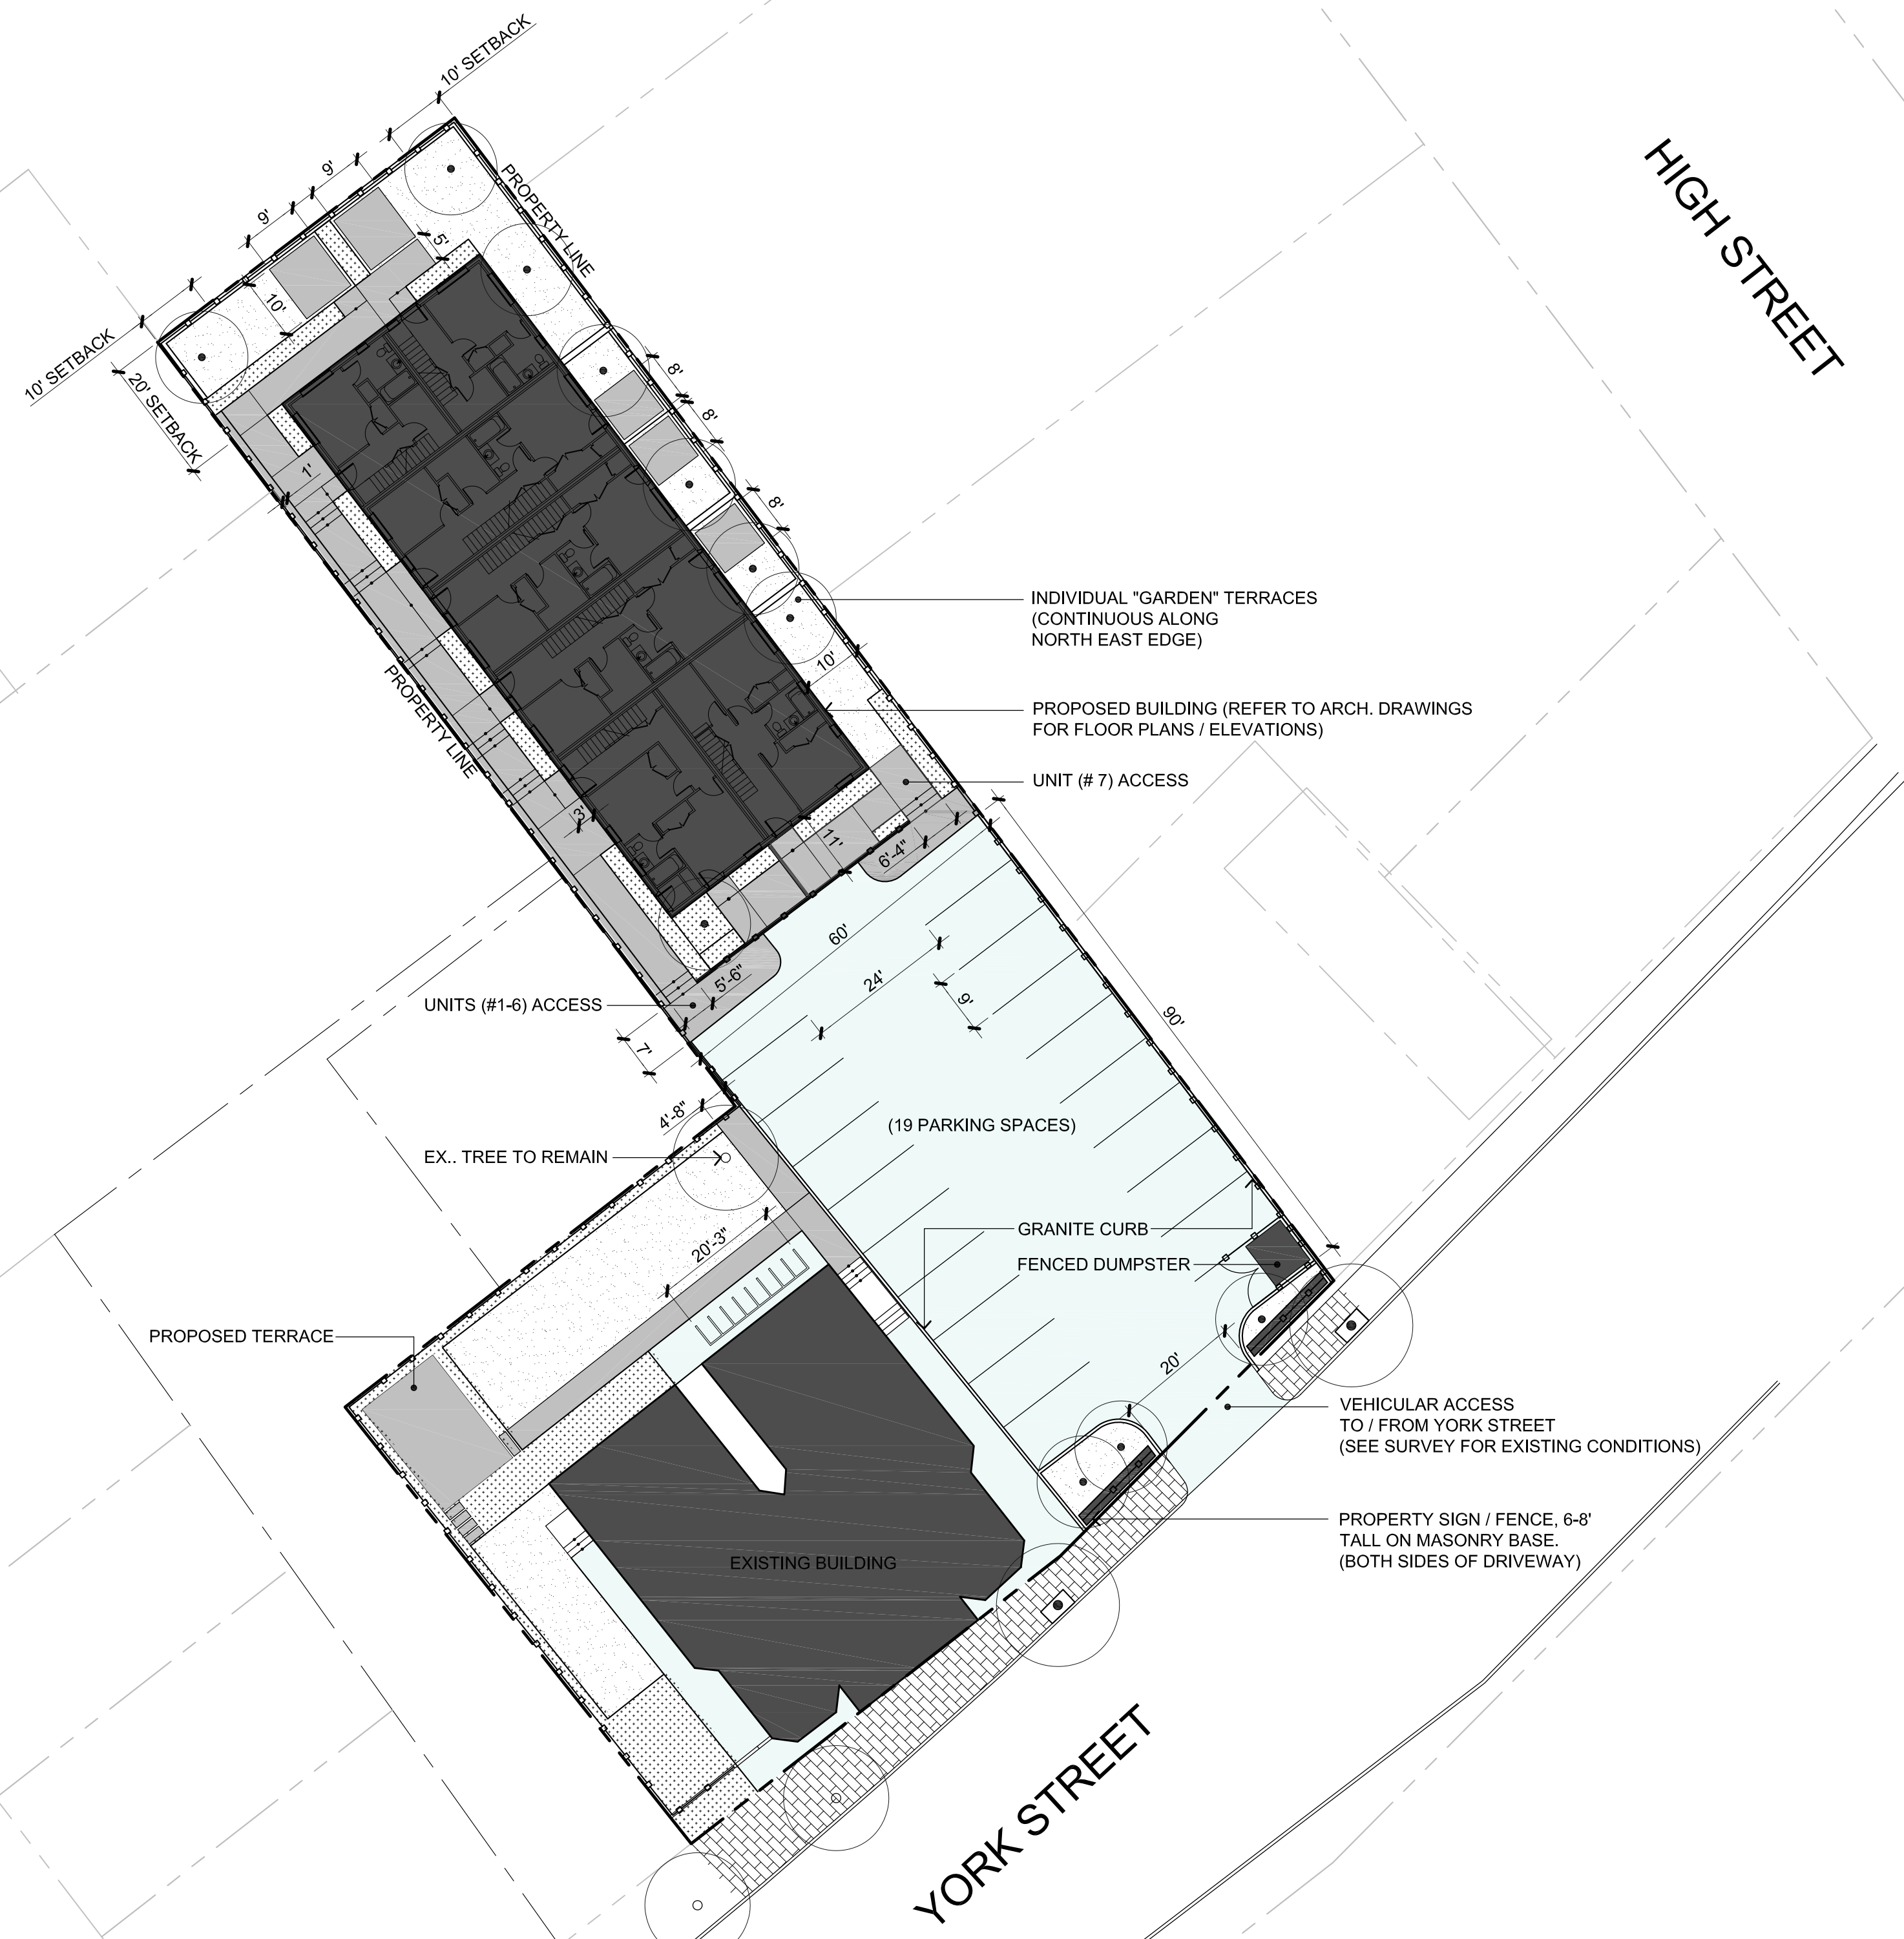 10' SETBACK
HIGH STREET
9'
9'
PROPERTY LINE
5'
10'
10' SETBACK
20' SETBACK
8'
8'
1'
8'
INDIVIDUAL "GARDEN" TERRACES
(CONTINUOUS ALONG
NORTH EAST EDGE)
10'
PROPERTY LINE
PROPOSED BUILDING (REFER TO ARCH. DRAWINGS
FOR FLOOR PLANS / ELEVATIONS)
UNIT (# 7) ACCESS
3'
11'
6'-4"
60'
24'
9'
5'-6"
UNITS (#1-6) ACCESS
90'
7'
4'-8"
(19 PARKING SPACES)
EX.. TREE TO REMAIN
GRANITE CURB
20'-3"
FENCED DUMPSTER
PROPOSED TERRACE
20'
VEHICULAR ACCESS
TO / FROM YORK STREET
(SEE SURVEY FOR EXISTING CONDITIONS)
PROPERTY SIGN / FENCE, 6-8'
TALL ON MASONRY BASE.
(BOTH SIDES OF DRIVEWAY)
EXISTING BUILDING
YORK STREET